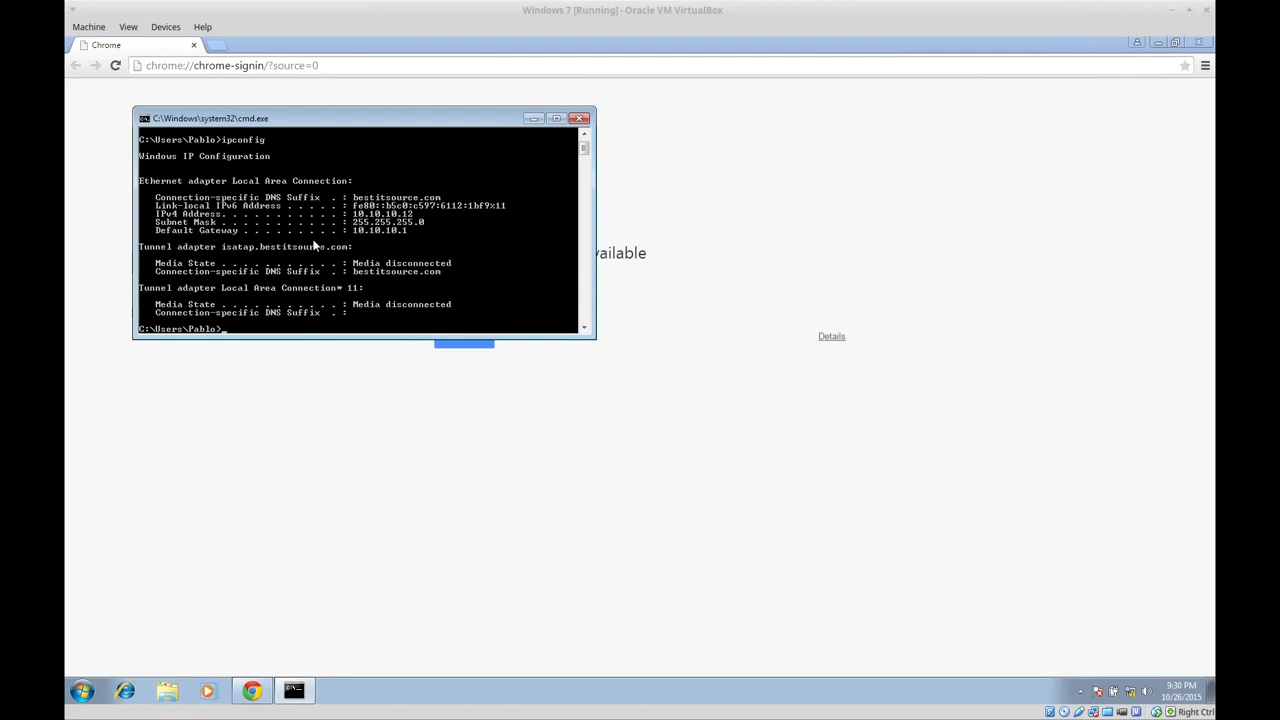 Windows 7 [Running] - Oracle VM VirtualBox
Machine View Devices Help
Chrome
chrome://chrome-signin/?source=0
C:\Windows\system32\cmd.exe
C:\Users\Pablo>ipconfig
Windows IP Configuration
Ethernet adapter Local Area Connection:
Connection-specific DNS Suffix . : bestitsource.com
Link-local IPv6 Address . . . . . : fe80::b5c0:c597:6112:1bf9%11
IPv4 Address. . . . . . . . . . . : 10.10.10.12
Subnet Mask . . . . . . . . . . . : 255.255.255.0
Default Gateway . . . . . . . . . : 10.10.10.1
Tunnel adapter isatap.bestitsource.com:
Media State . . . . . . . . . . . : Media disconnected
Connection-specific DNS Suffix . : bestitsource.com
Tunnel adapter Local Area Connection* 11:
Media State . . . . . . . . . . . : Media disconnected
Connection-specific DNS Suffix . :
C:\Users\Pablo>_
vailable
Details
9:30 PM
10/26/2015
Right Ctrl